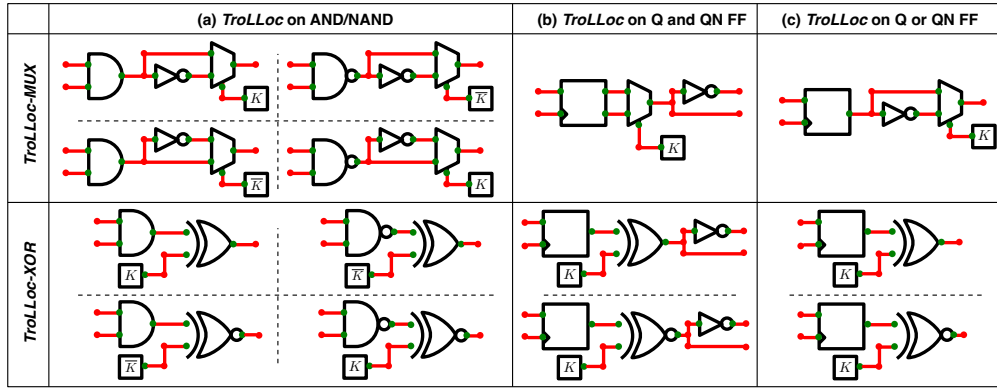 (a) TroLLoc on AND/NAND
(b) TroLLoc on Q and QN FF
(c) TroLLoc on Q or QN FF
TroLLoc-MUX
K
K̅
K
K
K̅
K
TroLLoc-XOR
K
K̅
K
K
K̅
K
K
K